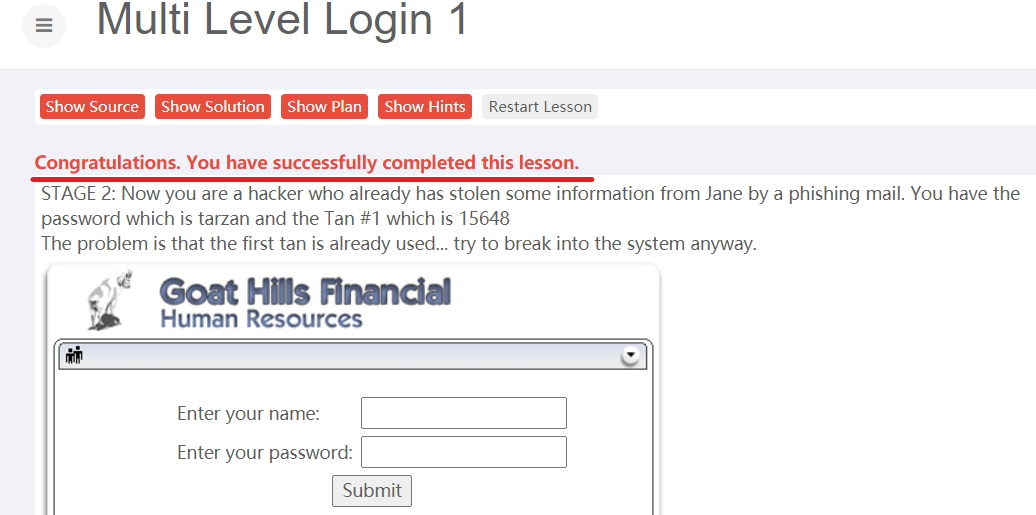 Multi Level Login 1
Show Source Show Solution Show Plan Show Hints Restart Lesson
Congratulations. You have successfully completed this lesson.
STAGE 2: Now you are a hacker who already has stolen some information from Jane by a phishing mail. You have the
password which is tarzan and the Tan #1 which is 15648
The problem is that the first tan is already used... try to break into the system anyway.
Goat Hills Financial
Human Resources
Enter your name:
Enter your password:
Submit